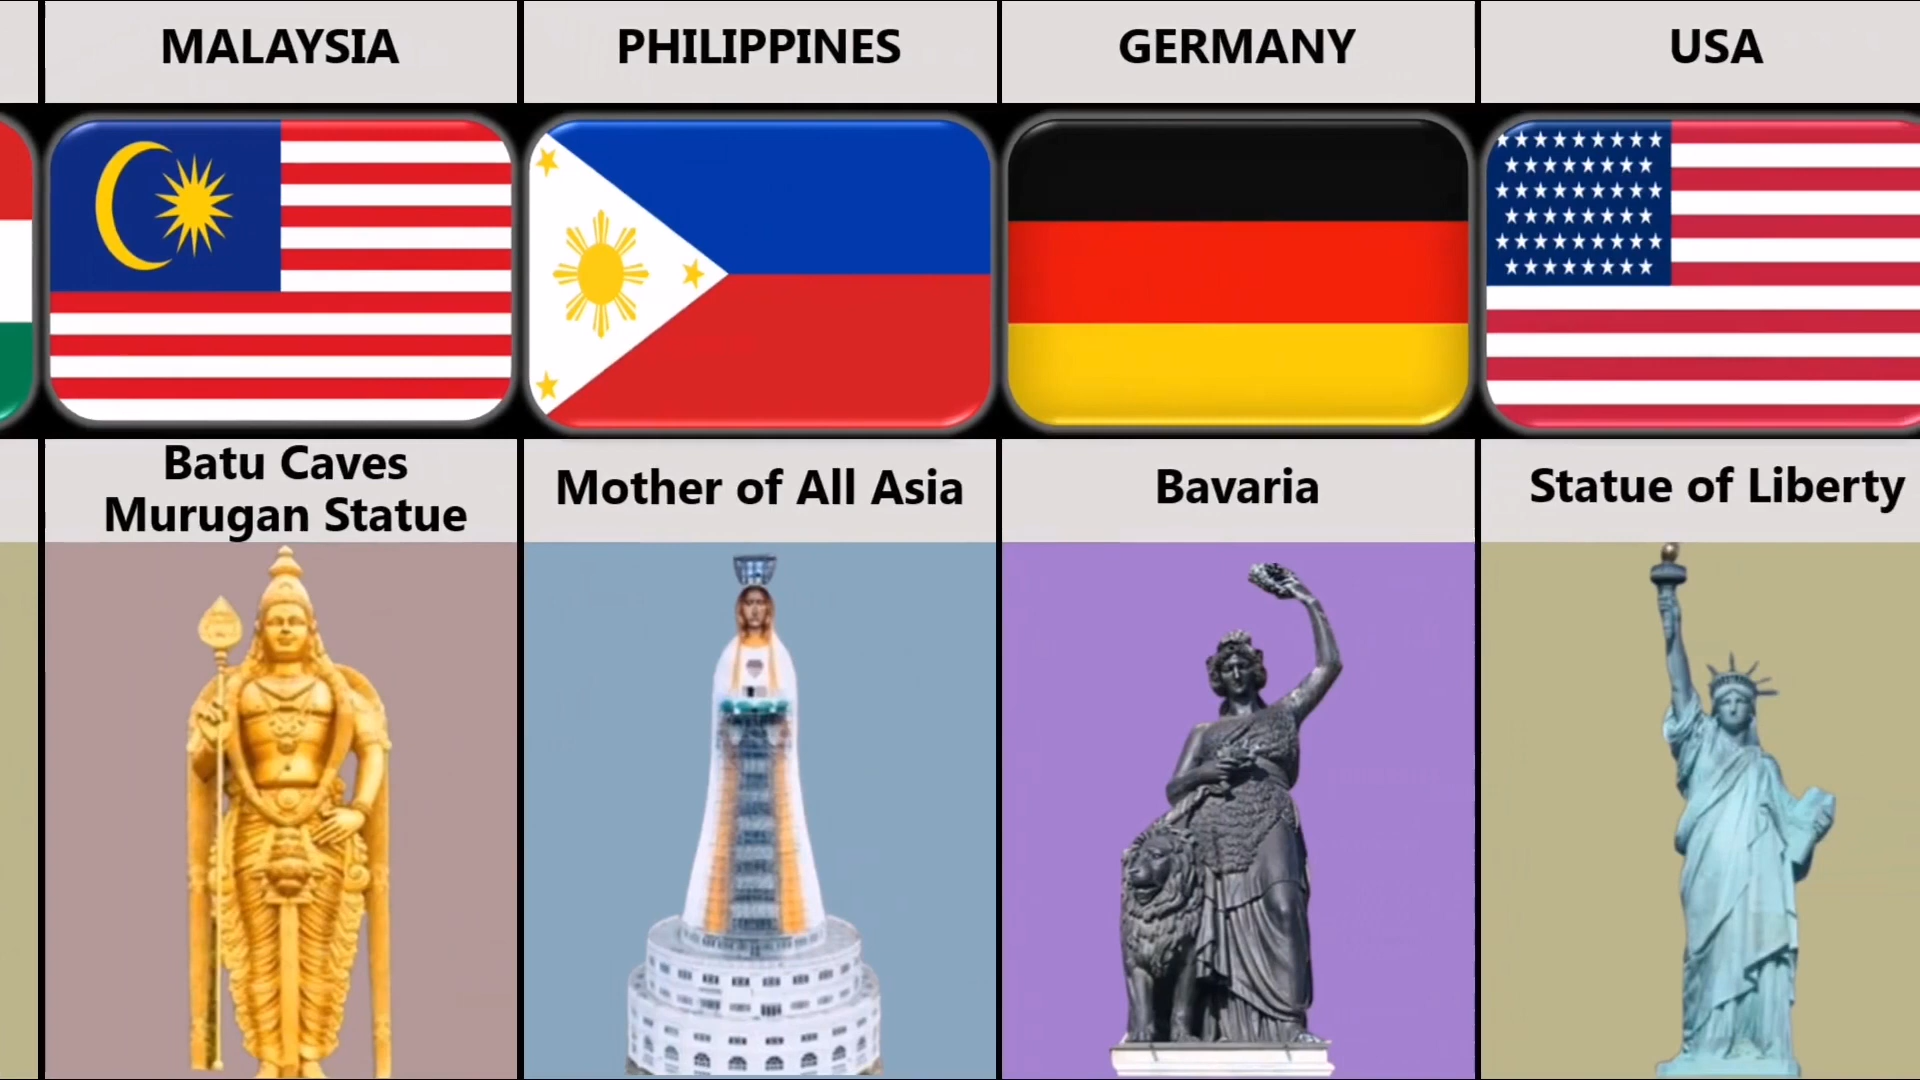 MALAYSIA
PHILIPPINES
GERMANY
USA
Batu Caves
Murugan Statue
Mother of All Asia
Bavaria
Statue of Liberty